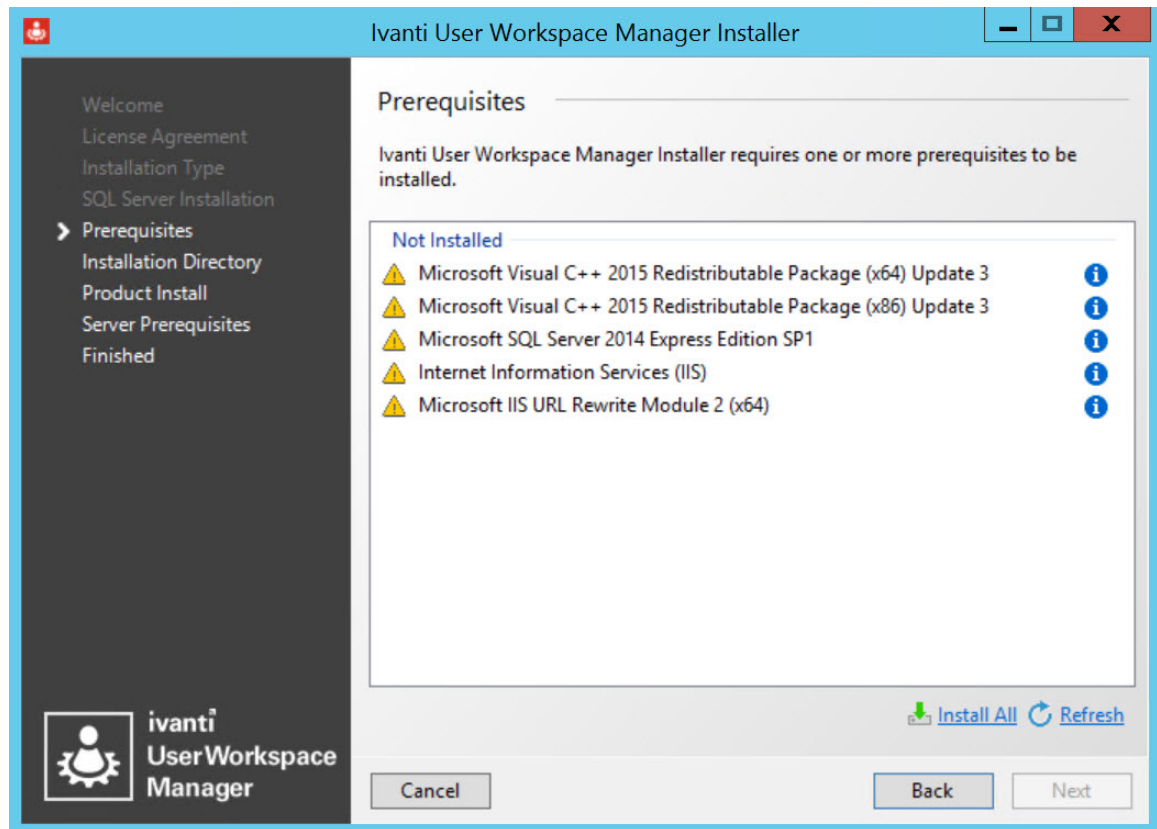 Ivanti User Workspace Manager Installer
Welcome
License Agreement
Installation Type
SQL Server Installation
Prerequisites
Installation Directory
Product Install
Server Prerequisites
Finished
ivanti
User Workspace
Manager
Prerequisites
Ivanti User Workspace Manager Installer requires one or more prerequisites to be
installed.
Not Installed
Microsoft Visual C++ 2015 Redistributable Package (x64) Update 3
Microsoft Visual C++ 2015 Redistributable Package (x86) Update 3
Microsoft SQL Server 2014 Express Edition SP1
Internet Information Services (IIS)
Microsoft IIS URL Rewrite Module 2 (x64)
Install All Refresh
Cancel Back Next